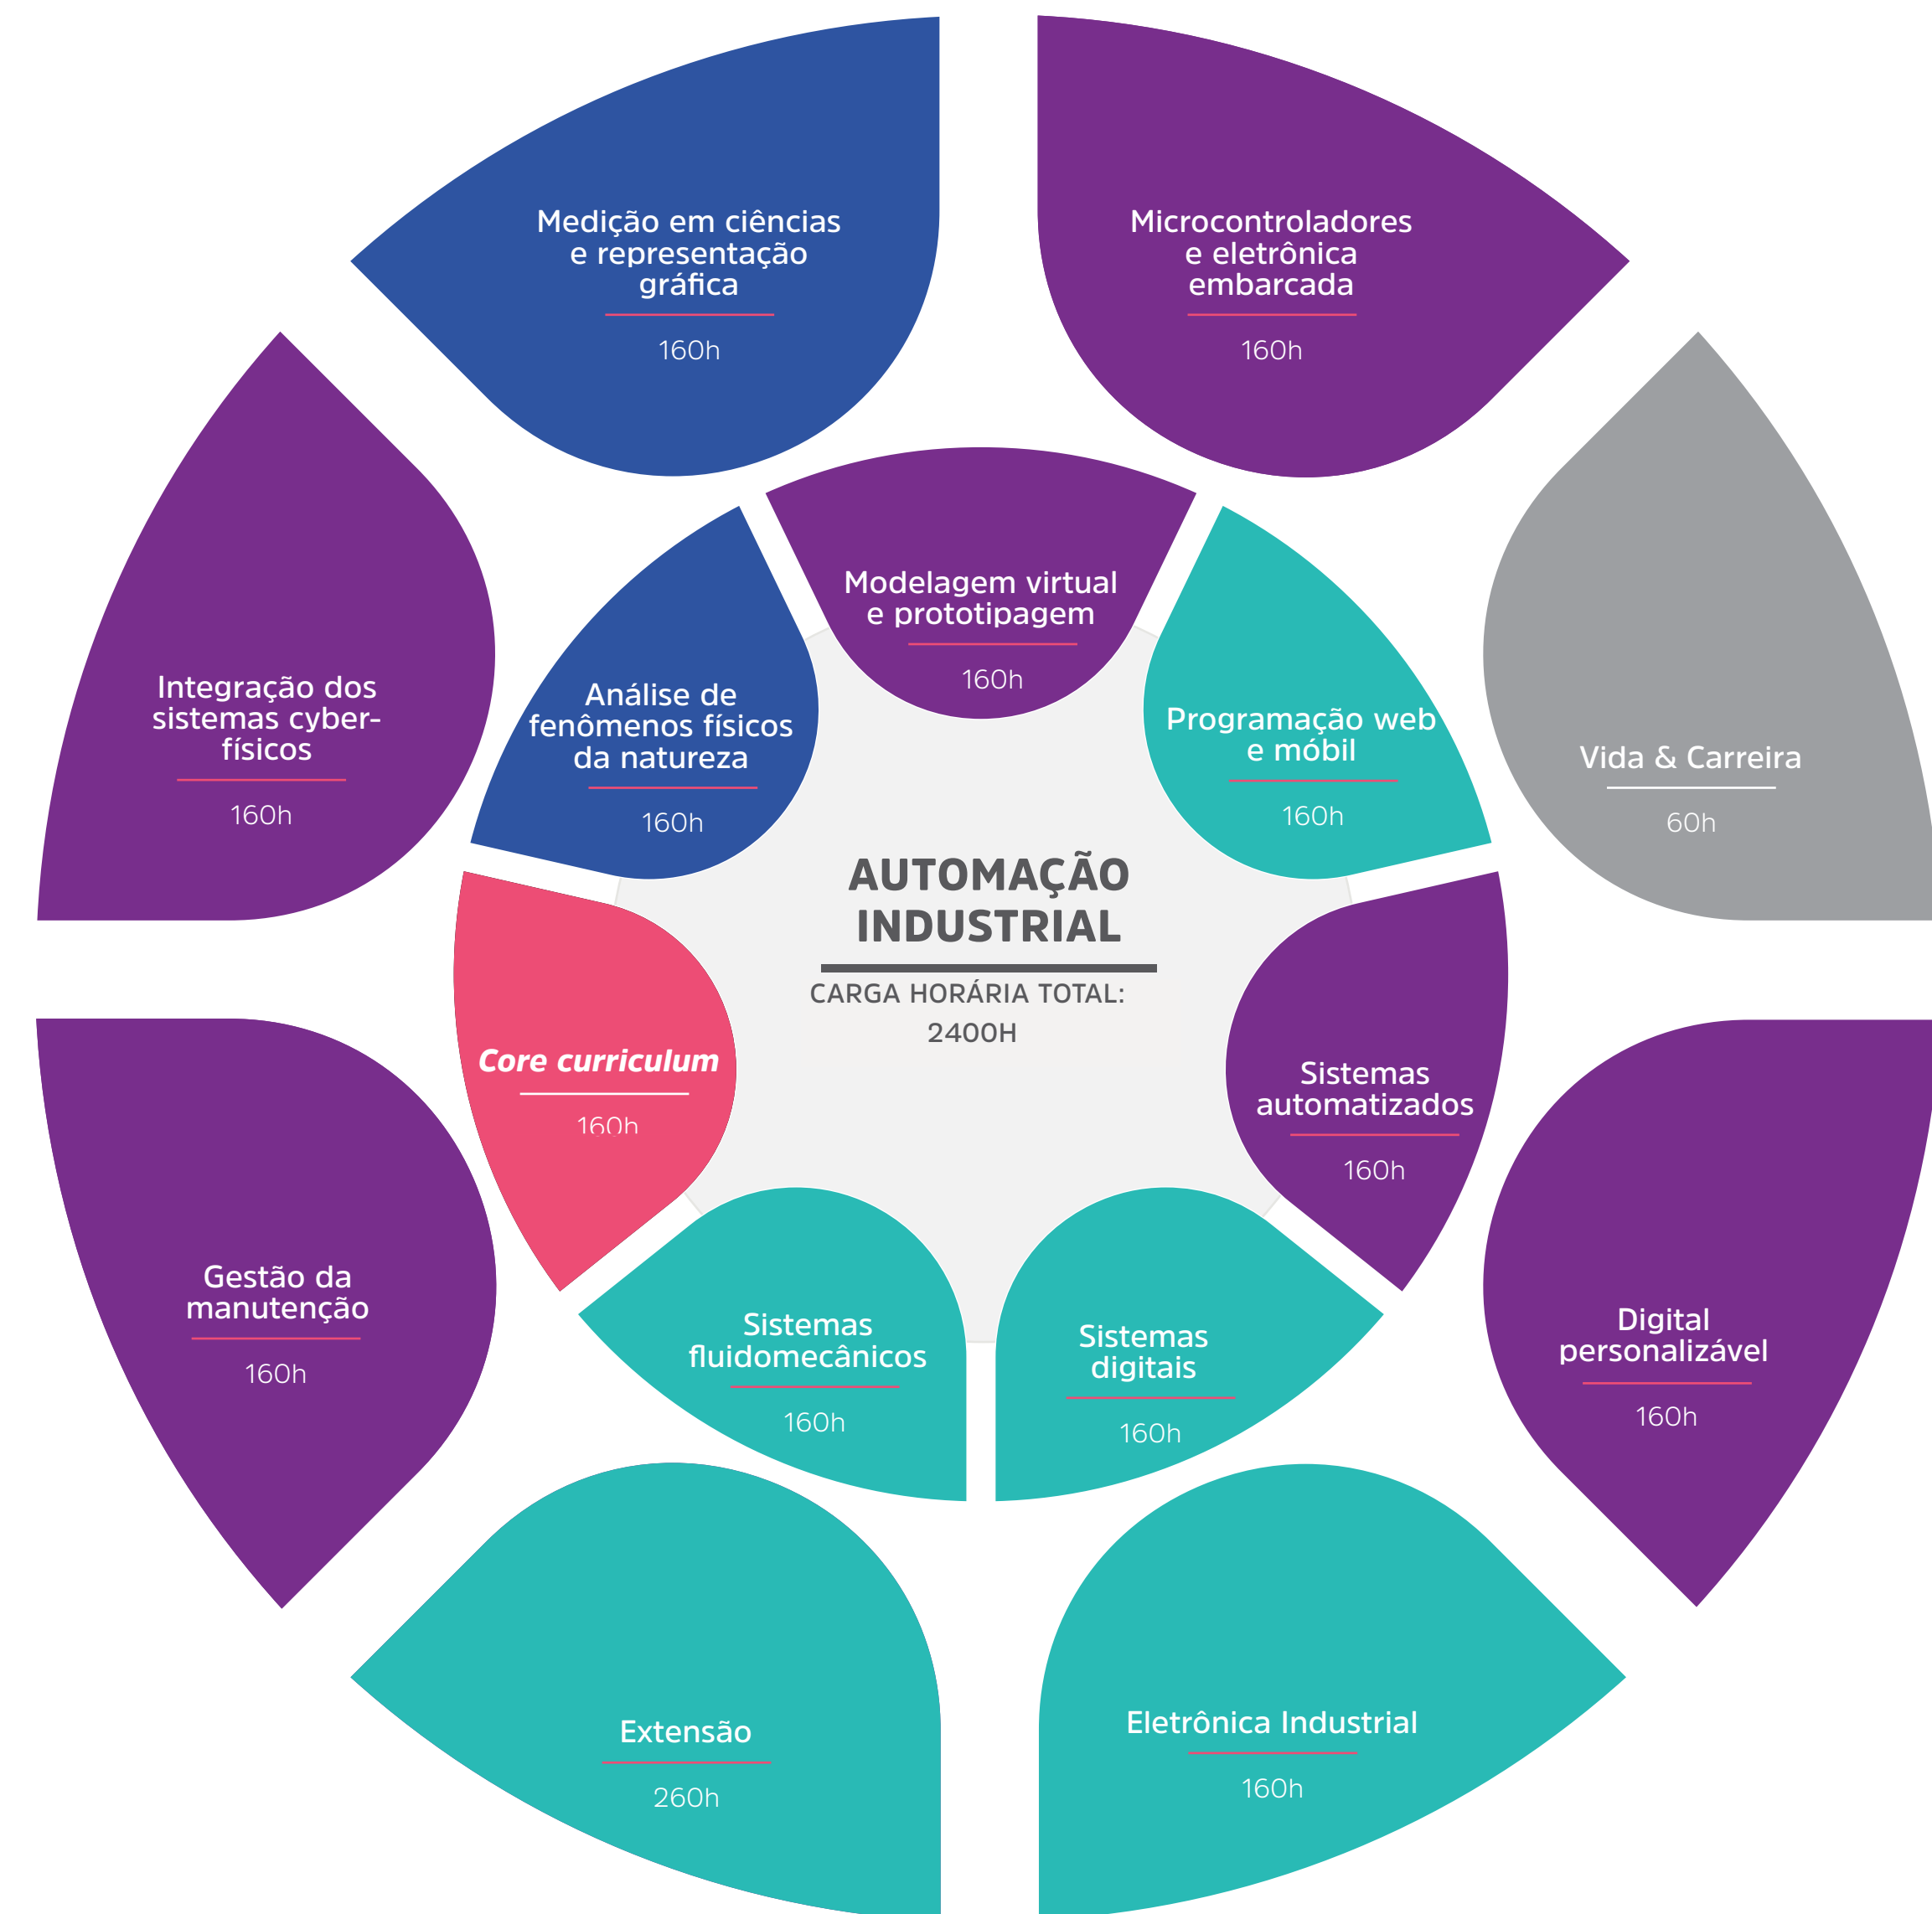 Medição em ciências
e representação
gráfica
160h
Microcontroladores
e eletrônica
embarcada
160h
Modelagem virtual
e prototipagem
160h
Integração dos
sistemas cyber-
físicos
160h
Análise de
fenômenos físicos
da natureza
160h
Programação web
e móbil
160h
Vida & Carreira
60h
AUTOMAÇÃO
INDUSTRIAL
CARGA HORÁRIA TOTAL:
2400H
Core curriculum
160h
Sistemas
automatizados
160h
Gestão da
manutenção
160h
Sistemas
fluidomecânicos
160h
Sistemas
digitais
160h
Digital
personalizável
160h
Extensão
260h
Eletrônica Industrial
160h